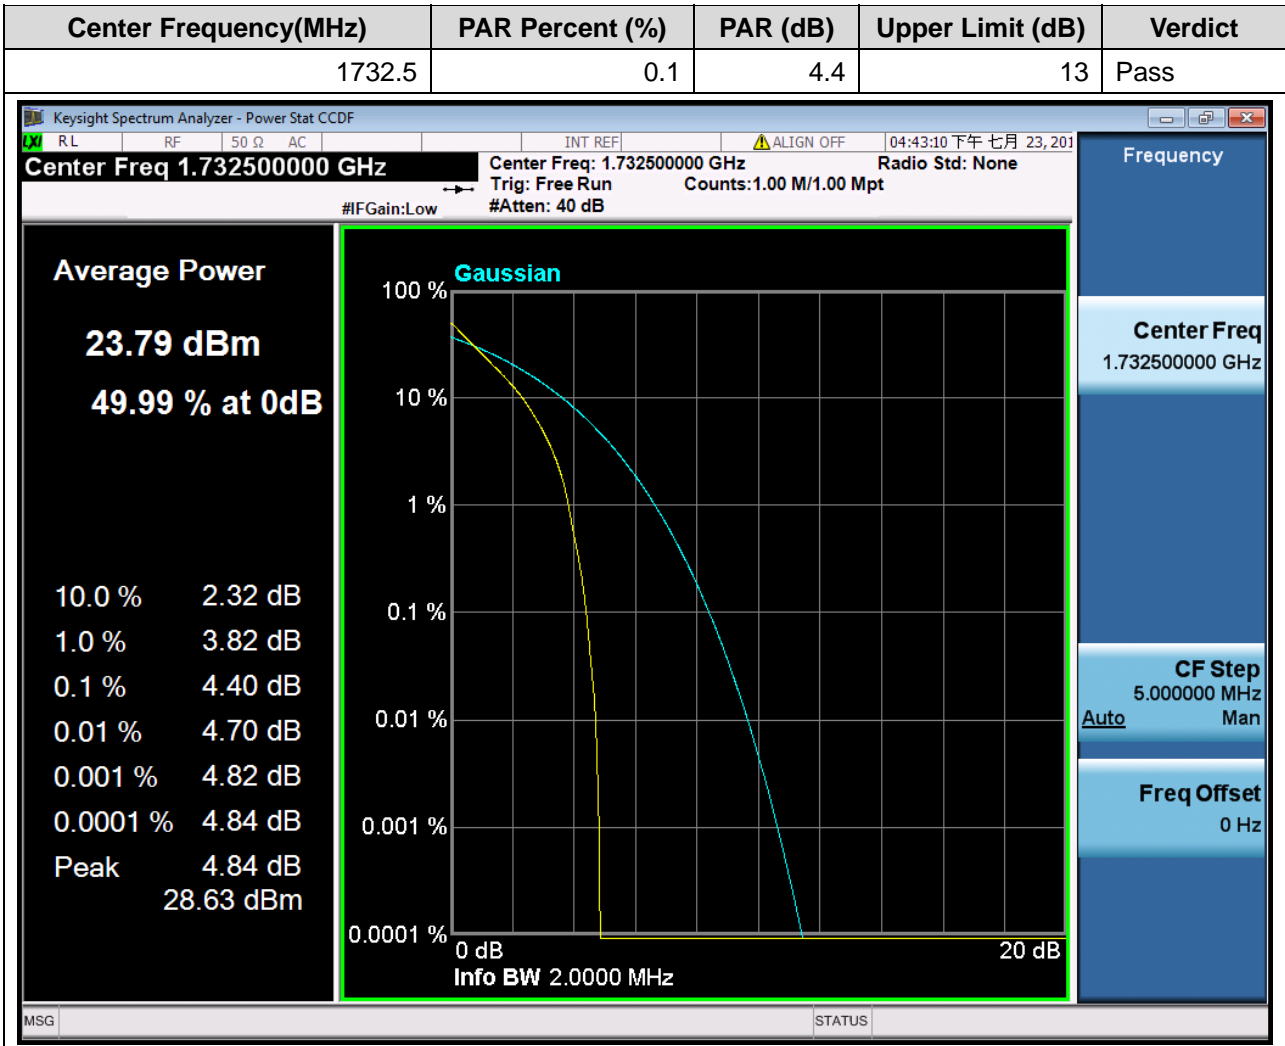 Center Frequency(MHz) PAR Percent (%) PAR (dB) Upper Limit (dB) Verdict
1732.5 0.1 4.4 13 Pass
Keysight Spectrum Analyzer - Power Stat CCDF
LXI RL RF 50 Ω AC INT REF ALIGN OFF 04:43:10 下午 七月 23, 201
Center Freq 1.732500000 GHz
Center Freq: 1.732500000 GHz Radio Std: None
Trig: Free Run Counts:1.00 M/1.00 Mpt
#IFGain:Low #Atten: 40 dB
Average Power
23.79 dBm
49.99 % at 0dB
10.0 % 2.32 dB
1.0 % 3.82 dB
0.1 % 4.40 dB
0.01 % 4.70 dB
0.001 % 4.82 dB
0.0001 % 4.84 dB
Peak 4.84 dB
28.63 dBm
Gaussian
100 %
10 %
1 %
0.1 %
0.01 %
0.001 %
0.0001 %
0 dB 20 dB
Info BW 2.0000 MHz
Frequency
Center Freq
1.732500000 GHz
CF Step
5.000000 MHz
Auto Man
Freq Offset
0 Hz
MSG STATUS